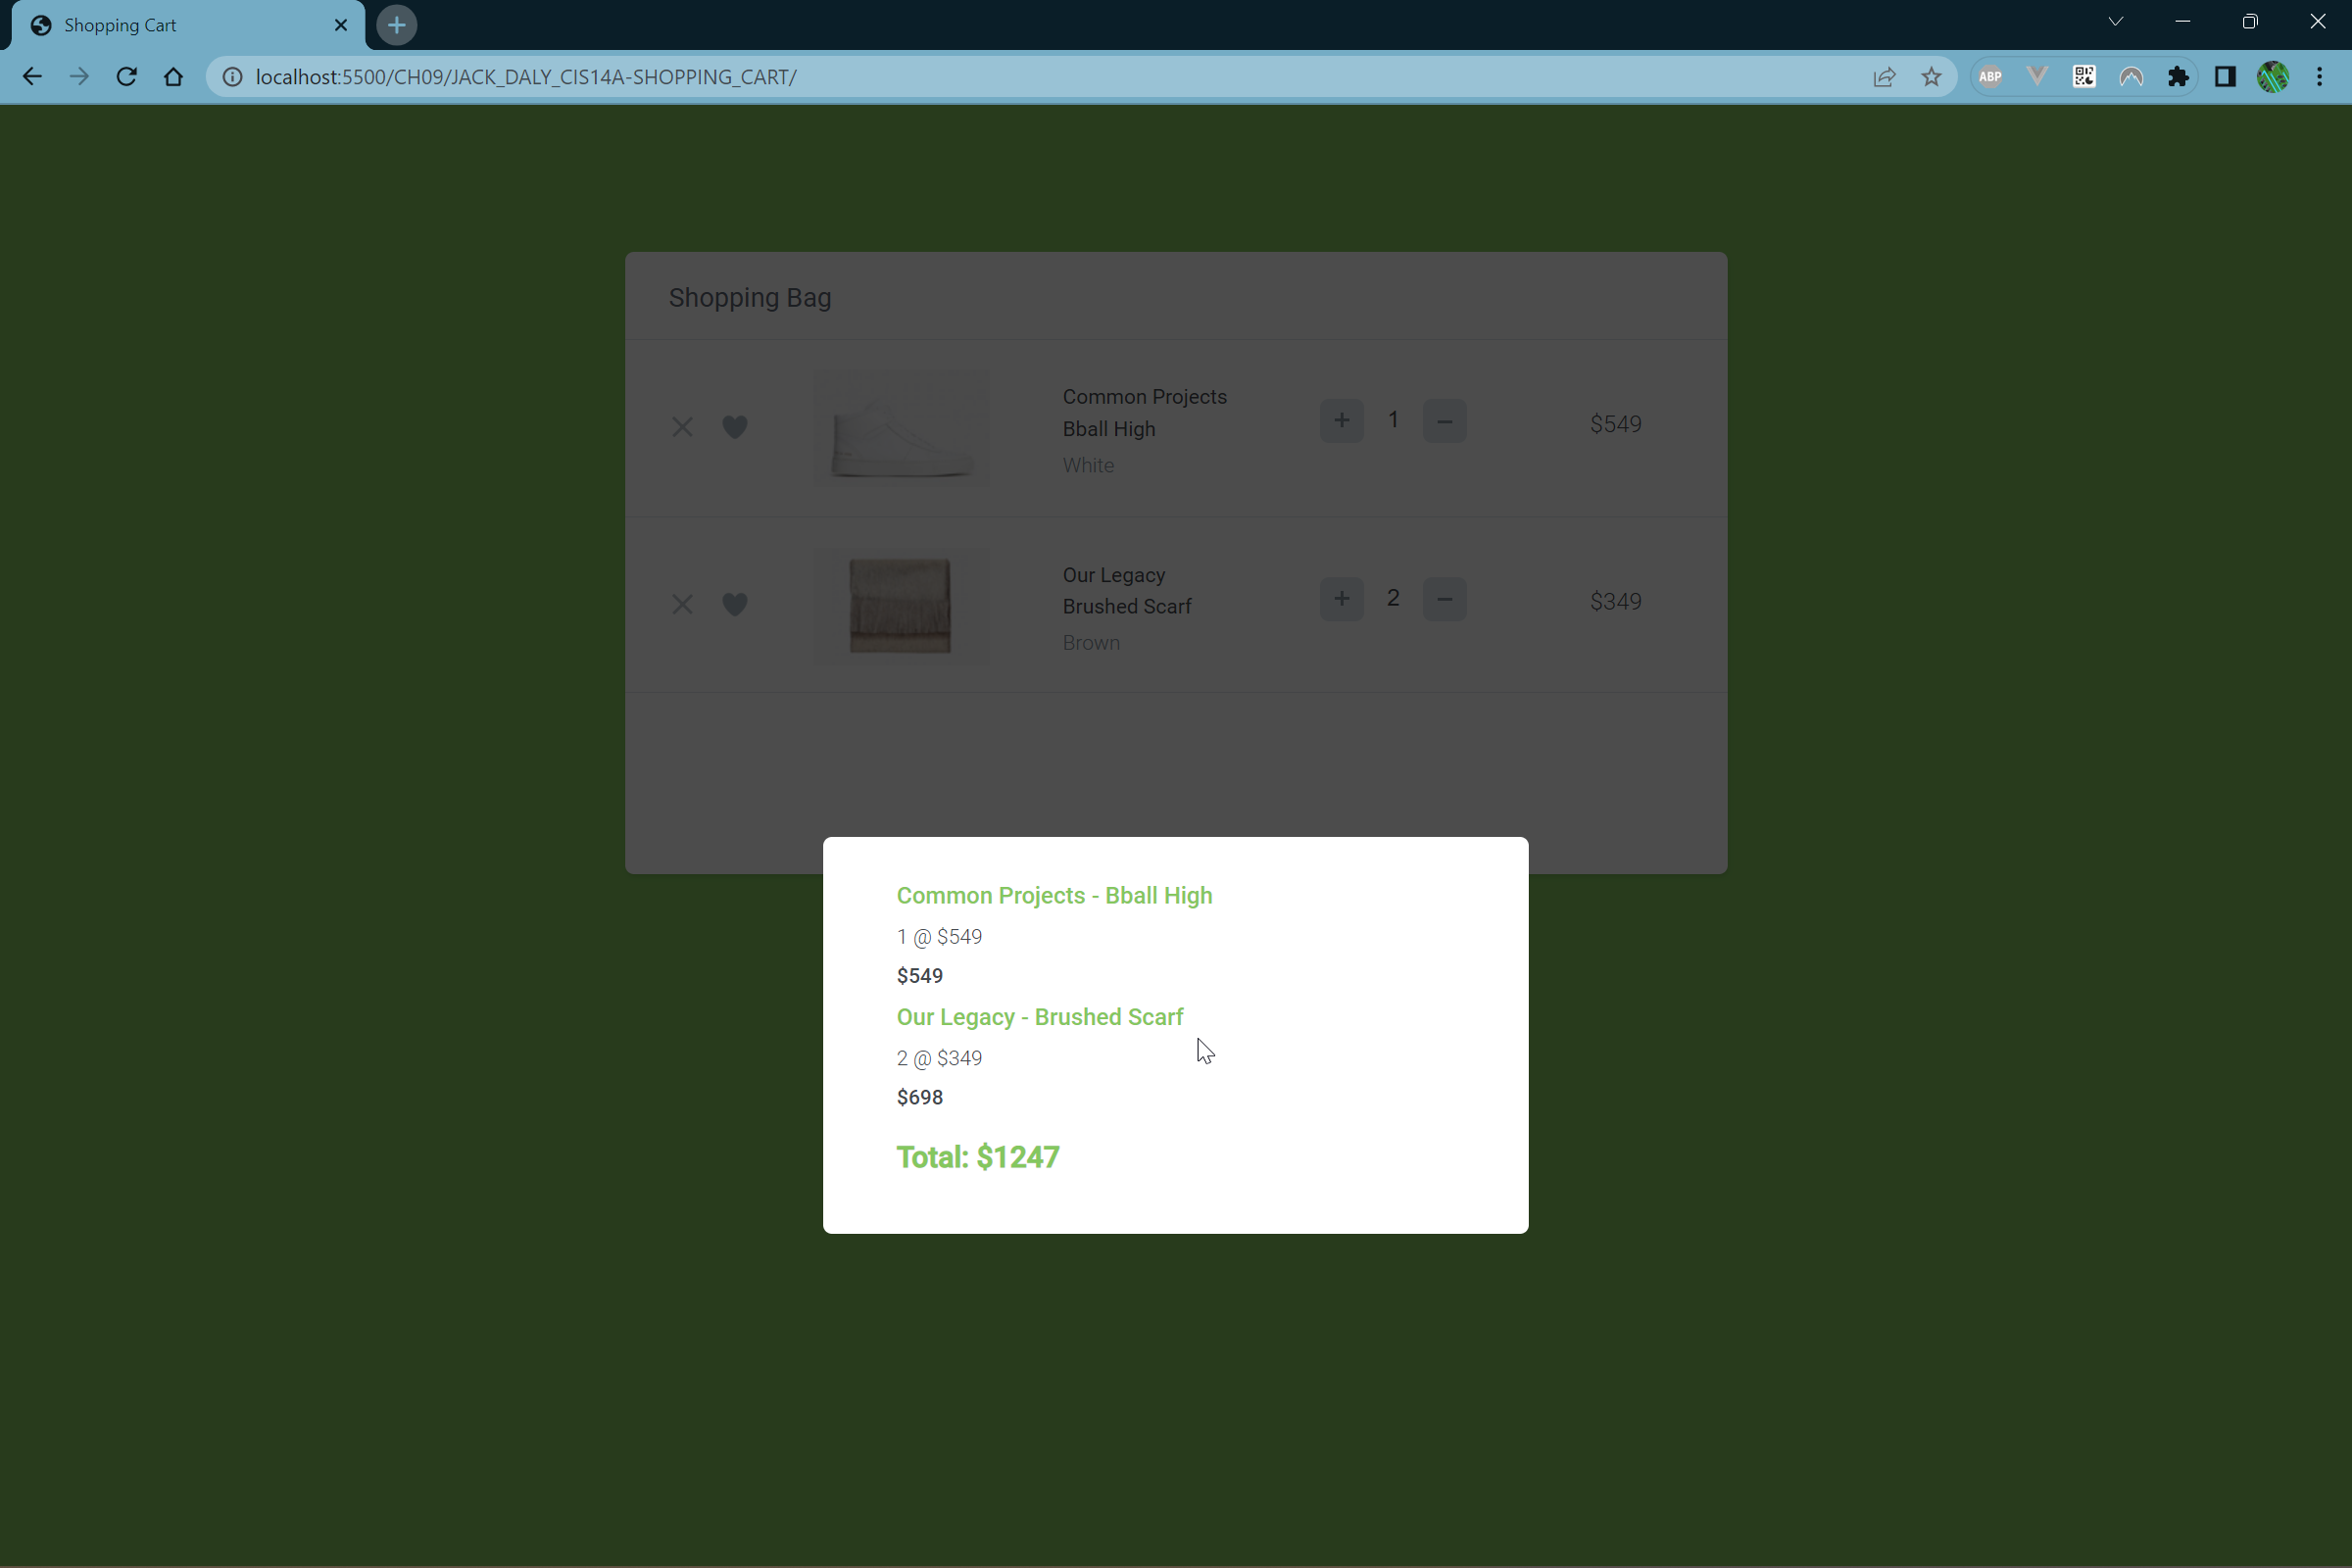 Shopping Cart
localhost:5500/CH09/JACK_DALY_CIS14A-SHOPPING_CART/
ABP
Shopping Bag
Common Projects
Bball High
White
+ 1 −
$549
Our Legacy
Brushed Scarf
Brown
+ 2 −
$349
Common Projects - Bball High
1 @ $549
$549
Our Legacy - Brushed Scarf
2 @ $349
$698
Total: $1247